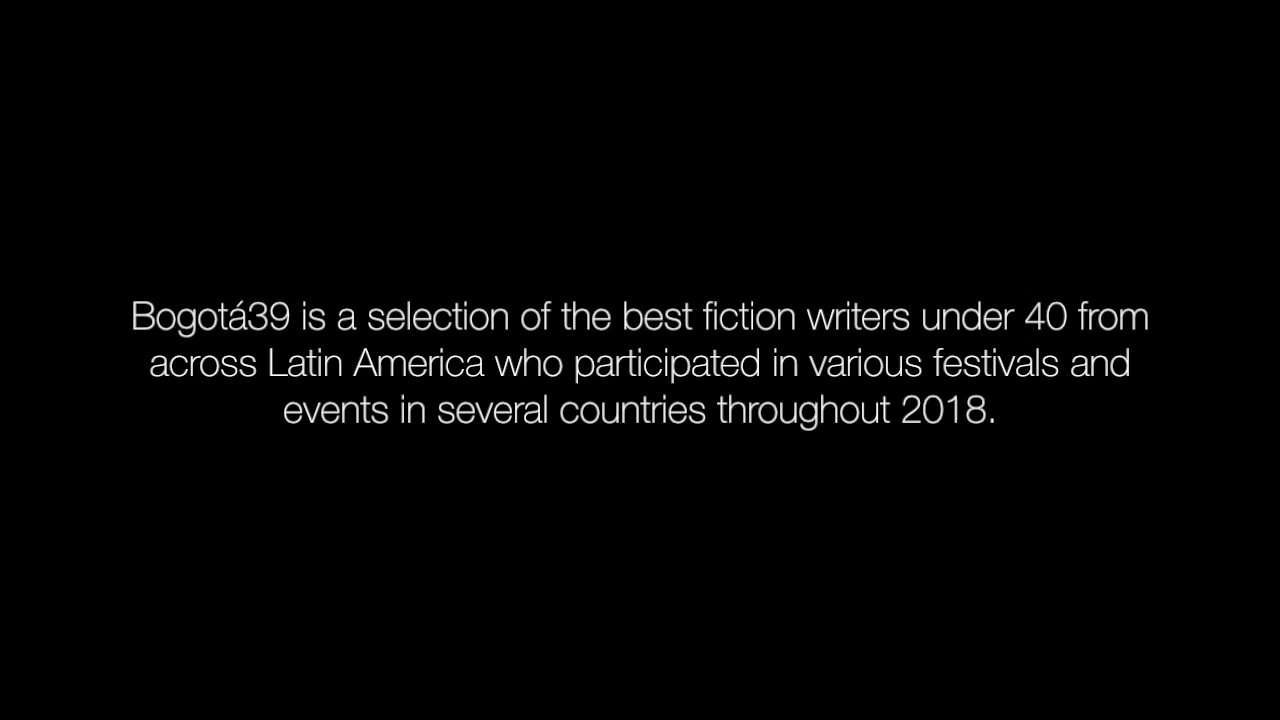 Bogotá39 is a selection of the best fiction writers under 40 from
across Latin America who participated in various festivals and
events in several countries throughout 2018.